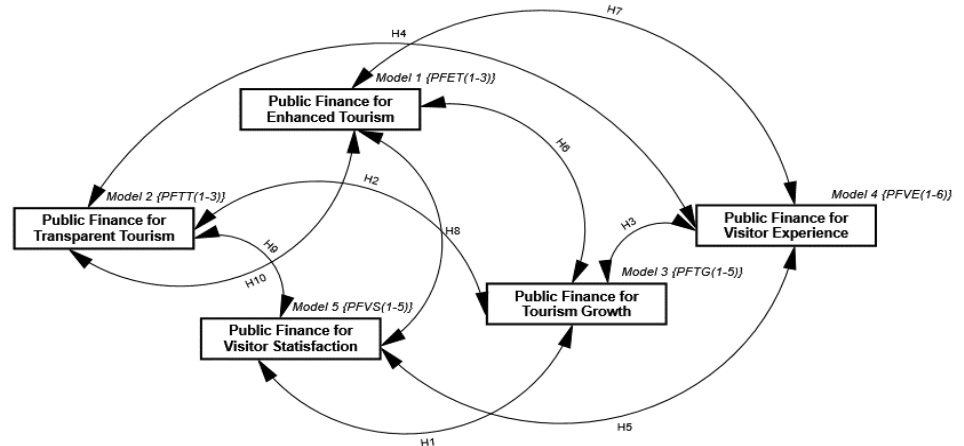 H7
H4
Model 1 {PFET(1-3)}
Public Finance for
Enhanced Tourism
H6
H2
Model 2 {PFTT(1-3)}
Model 4 {PFVE(1-6)}
Public Finance for
Transparent Tourism
Public Finance for
Visitor Experience
H3
H8
H9
H10
Model 3 {PFTG(1-5)}
Public Finance for
Tourism Growth
Model 5 {PFVS(1-5)}
Public Finance for
Visitor Statisfaction
H5
H1